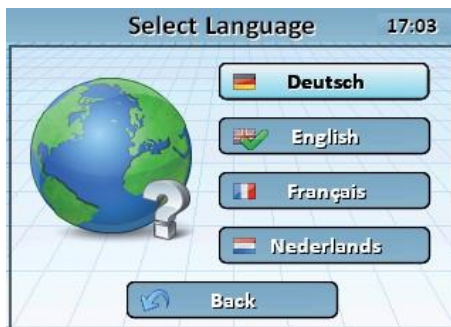 Select Language 17:03
Deutsch
English
Français
Nederlands
Back